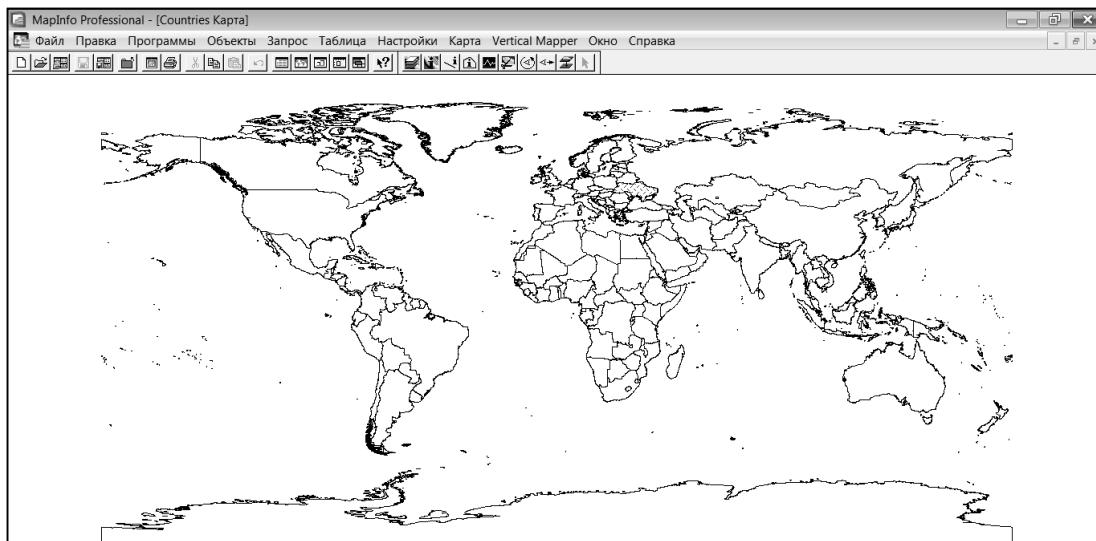 MapInfo Professional - [Countries Карта]
Файл Правка Программы Объекты Запрос Таблица Настройки Карта Vertical Mapper Окно Справка